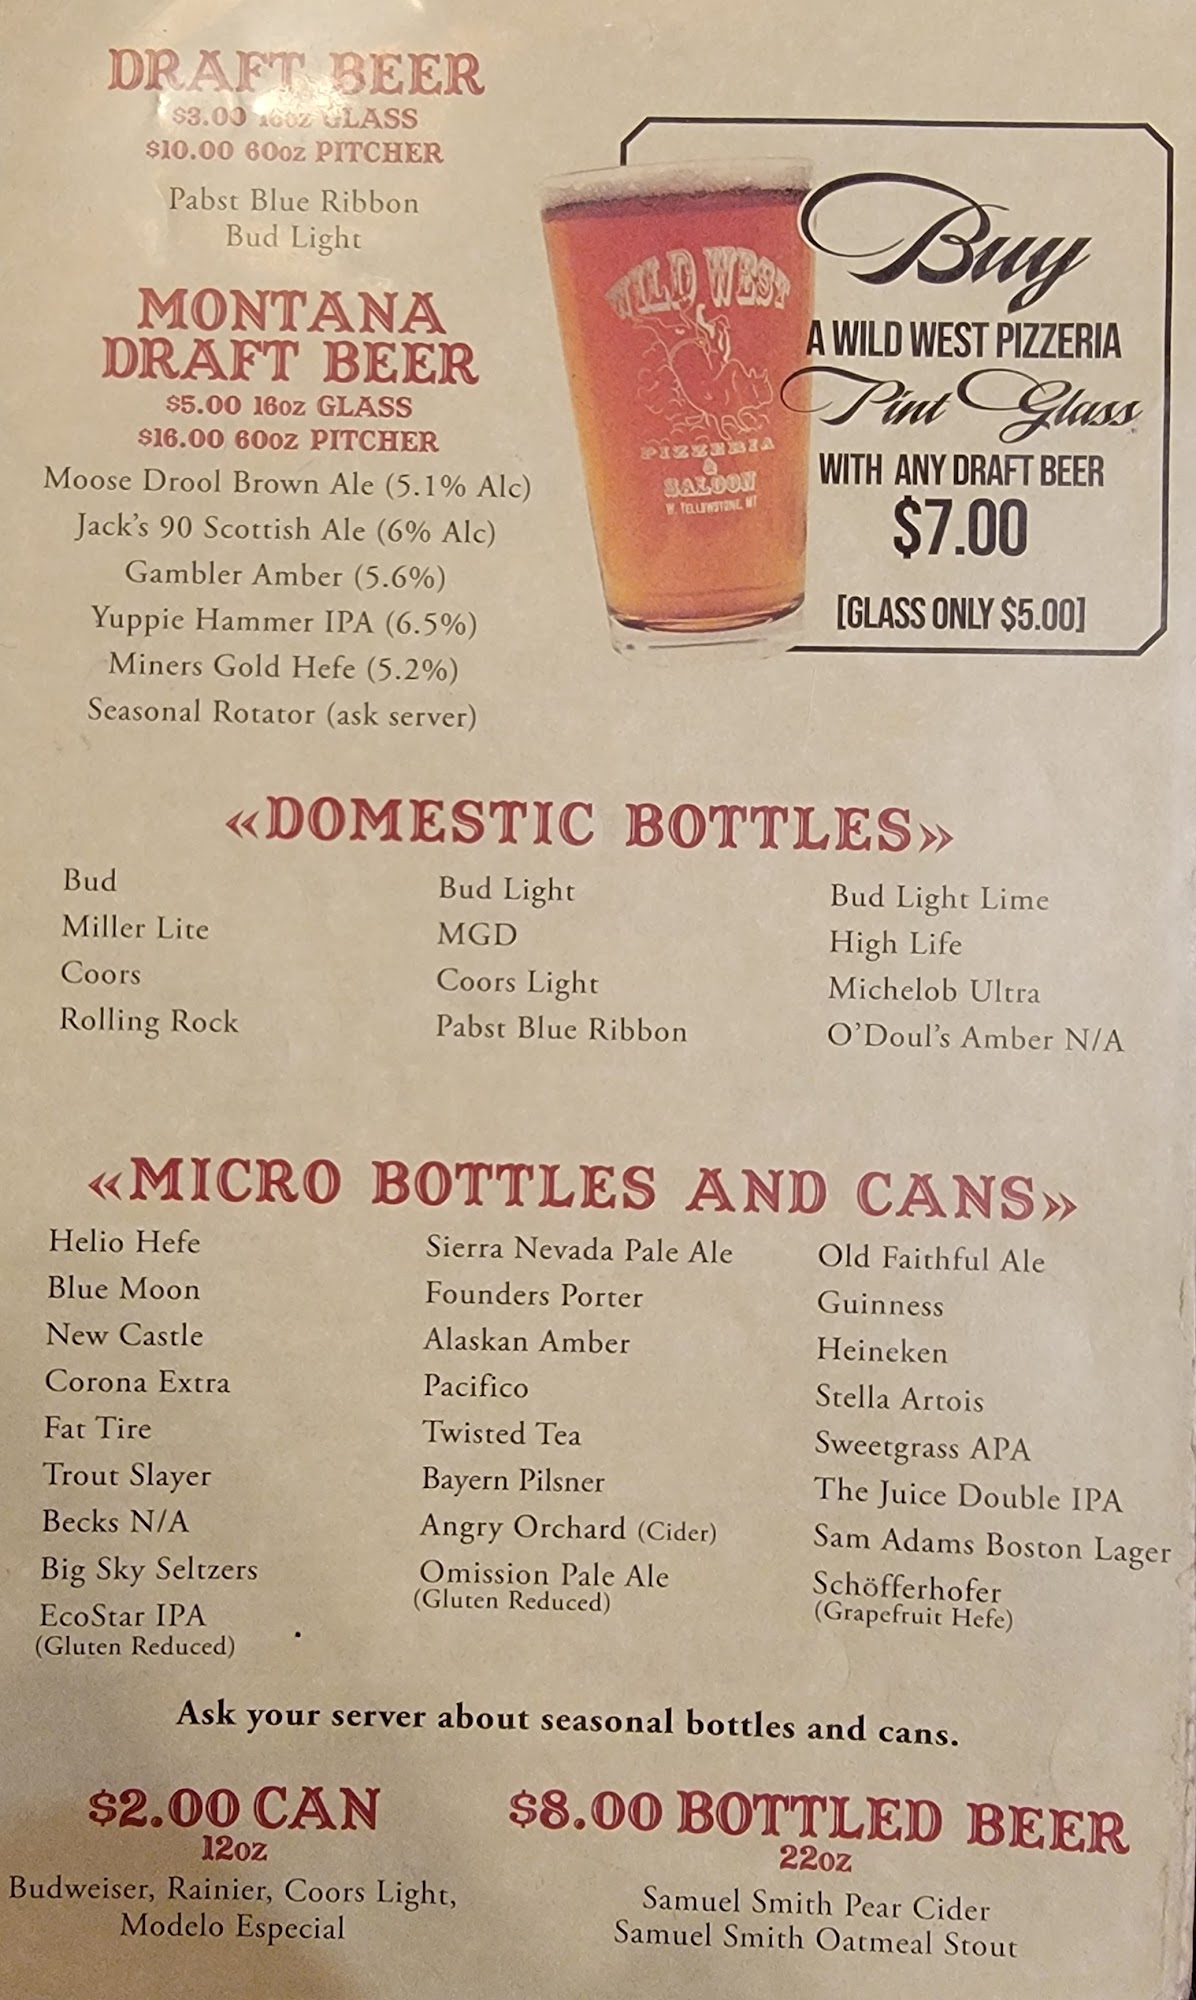 DRAFT BEER
$3.00 16oz GLASS
$10.00 60oz PITCHER
Pabst Blue Ribbon
Bud Light
MONTANA
DRAFT BEER
$5.00 16oz GLASS
$16.00 60oz PITCHER
Moose Drool Brown Ale (5.1% Alc)
Jack's 90 Scottish Ale (6% Alc)
Gambler Amber (5.6%)
Yuppie Hammer IPA (6.5%)
Miners Gold Hefe (5.2%)
Seasonal Rotator (ask server)
WILD WEST
PIZZERIA
&
SALOON
W. YELLOWSTONE, MT
Buy
A WILD WEST PIZZERIA
Pint Glass
WITH ANY DRAFT BEER
$7.00
[GLASS ONLY $5.00]
«DOMESTIC BOTTLES»
Bud
Miller Lite
Coors
Rolling Rock
Bud Light
MGD
Coors Light
Pabst Blue Ribbon
Bud Light Lime
High Life
Michelob Ultra
O'Doul's Amber N/A
«MICRO BOTTLES AND CANS»
Helio Hefe
Blue Moon
New Castle
Corona Extra
Fat Tire
Trout Slayer
Becks N/A
Big Sky Seltzers
EcoStar IPA
(Gluten Reduced)
Sierra Nevada Pale Ale
Founders Porter
Alaskan Amber
Pacifico
Twisted Tea
Bayern Pilsner
Angry Orchard (Cider)
Omission Pale Ale
(Gluten Reduced)
Old Faithful Ale
Guinness
Heineken
Stella Artois
Sweetgrass APA
The Juice Double IPA
Sam Adams Boston Lager
Schöfferhofer
(Grapefruit Hefe)
Ask your server about seasonal bottles and cans.
$2.00 CAN
12oz
Budweiser, Rainier, Coors Light,
Modelo Especial
$8.00 BOTTLED BEER
22oz
Samuel Smith Pear Cider
Samuel Smith Oatmeal Stout